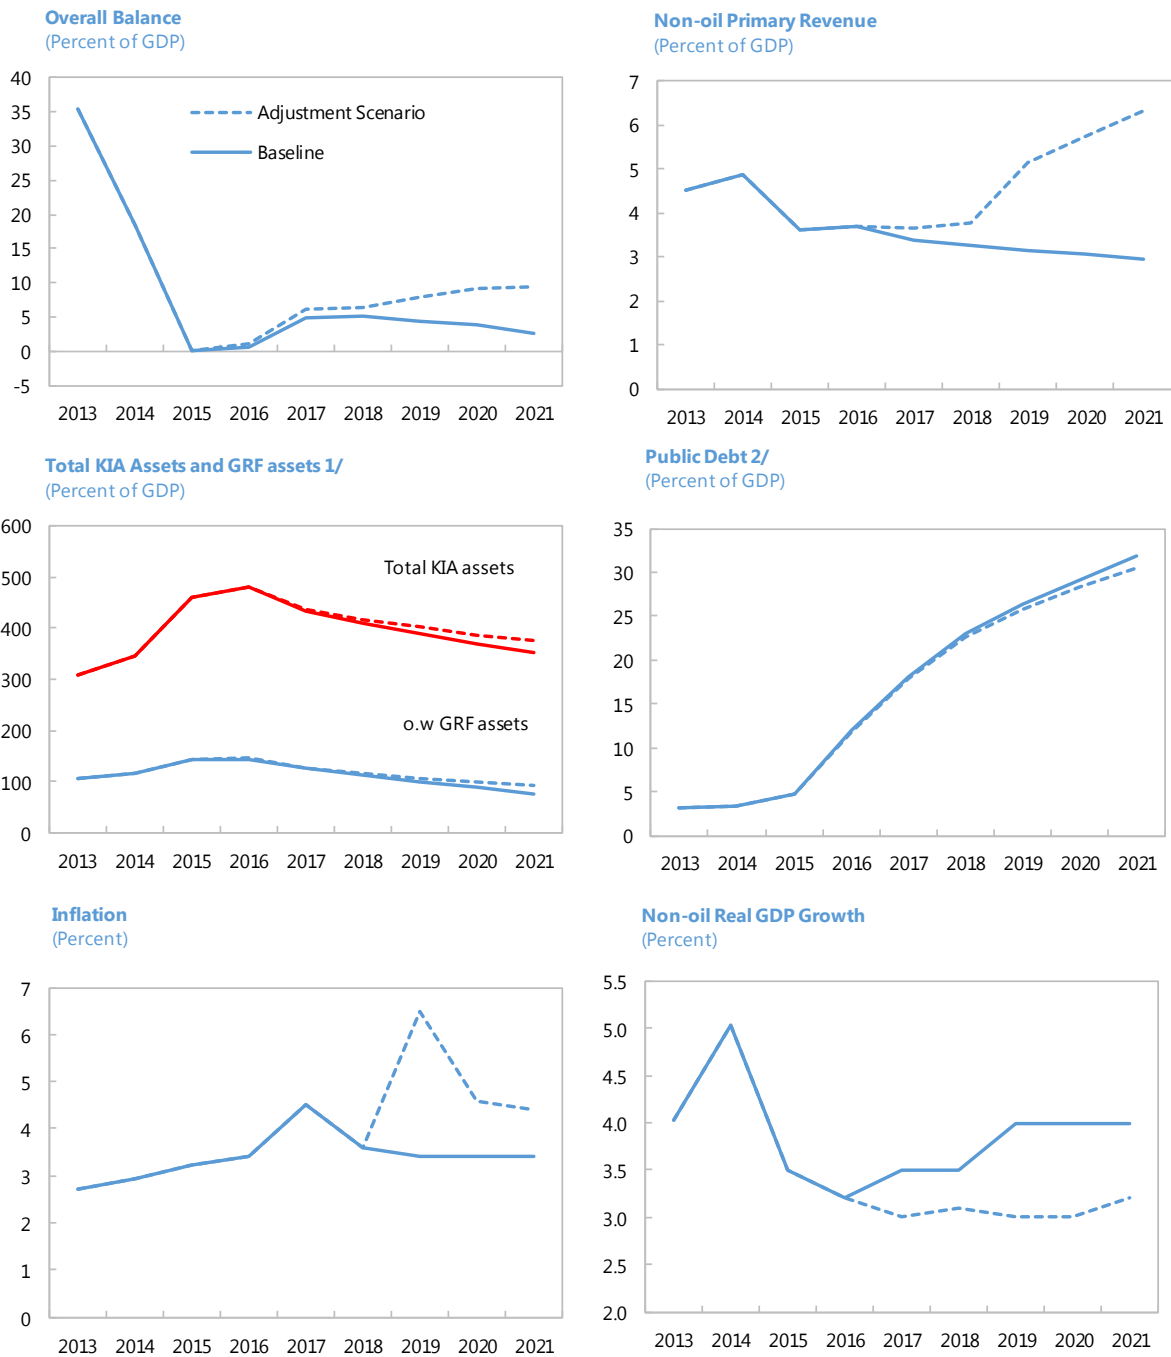 Overall Balance
(Percent of GDP)
40
35
30
25
20
15
10
5
0
-5
Adjustment Scenario
Baseline
2013 2014 2015 2016 2017 2018 2019 2020 2021
Non-oil Primary Revenue
(Percent of GDP)
7
6
5
4
3
2
1
0
2013 2014 2015 2016 2017 2018 2019 2020 2021
Total KIA Assets and GRF assets 1/
(Percent of GDP)
600
500
400
300
200
100
0
Total KIA assets
o.w GRF assets
2013 2014 2015 2016 2017 2018 2019 2020 2021
Public Debt 2/
(Percent of GDP)
35
30
25
20
15
10
5
0
2013 2014 2015 2016 2017 2018 2019 2020 2021
Inflation
(Percent)
7
6
5
4
3
2
1
0
2013 2014 2015 2016 2017 2018 2019 2020 2021
Non-oil Real GDP Growth
(Percent)
5.5
5.0
4.5
4.0
3.5
3.0
2.5
2.0
2013 2014 2015 2016 2017 2018 2019 2020 2021